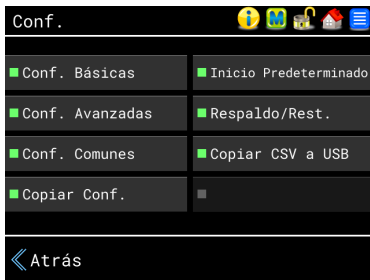 Conf.
i M
Conf. Básicas
Inicio Predeterminado
Conf. Avanzadas
Respaldo/Rest.
Conf. Comunes
Copiar CSV a USB
Copiar Conf.
Atrás